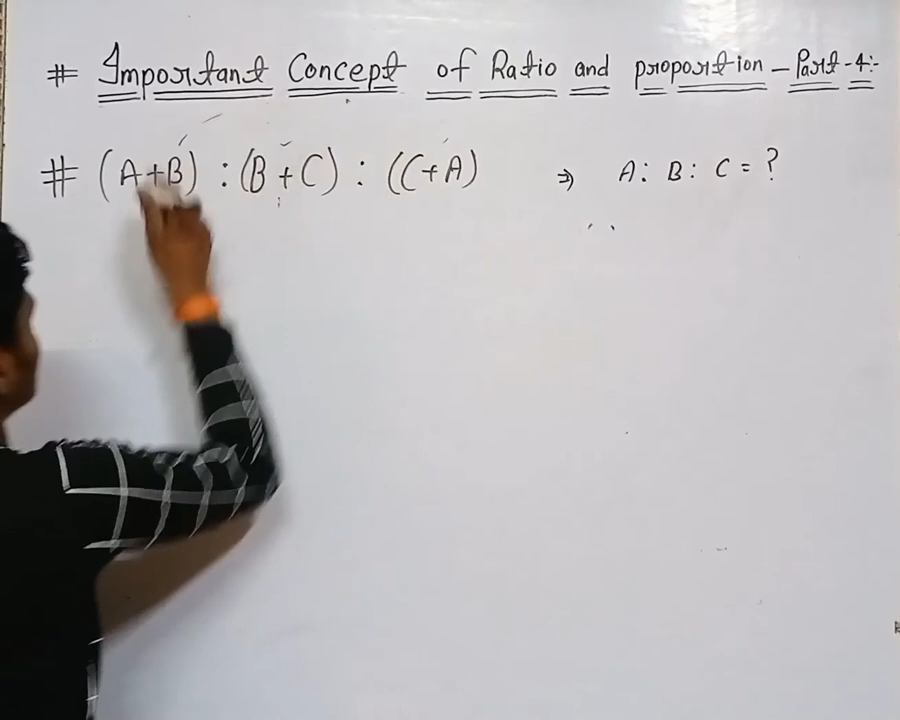 # Important Concept of Ratio and proportion - Part-4:-
# (A+B) : (B+C) : (C+A) ⇒ A: B: C = ?